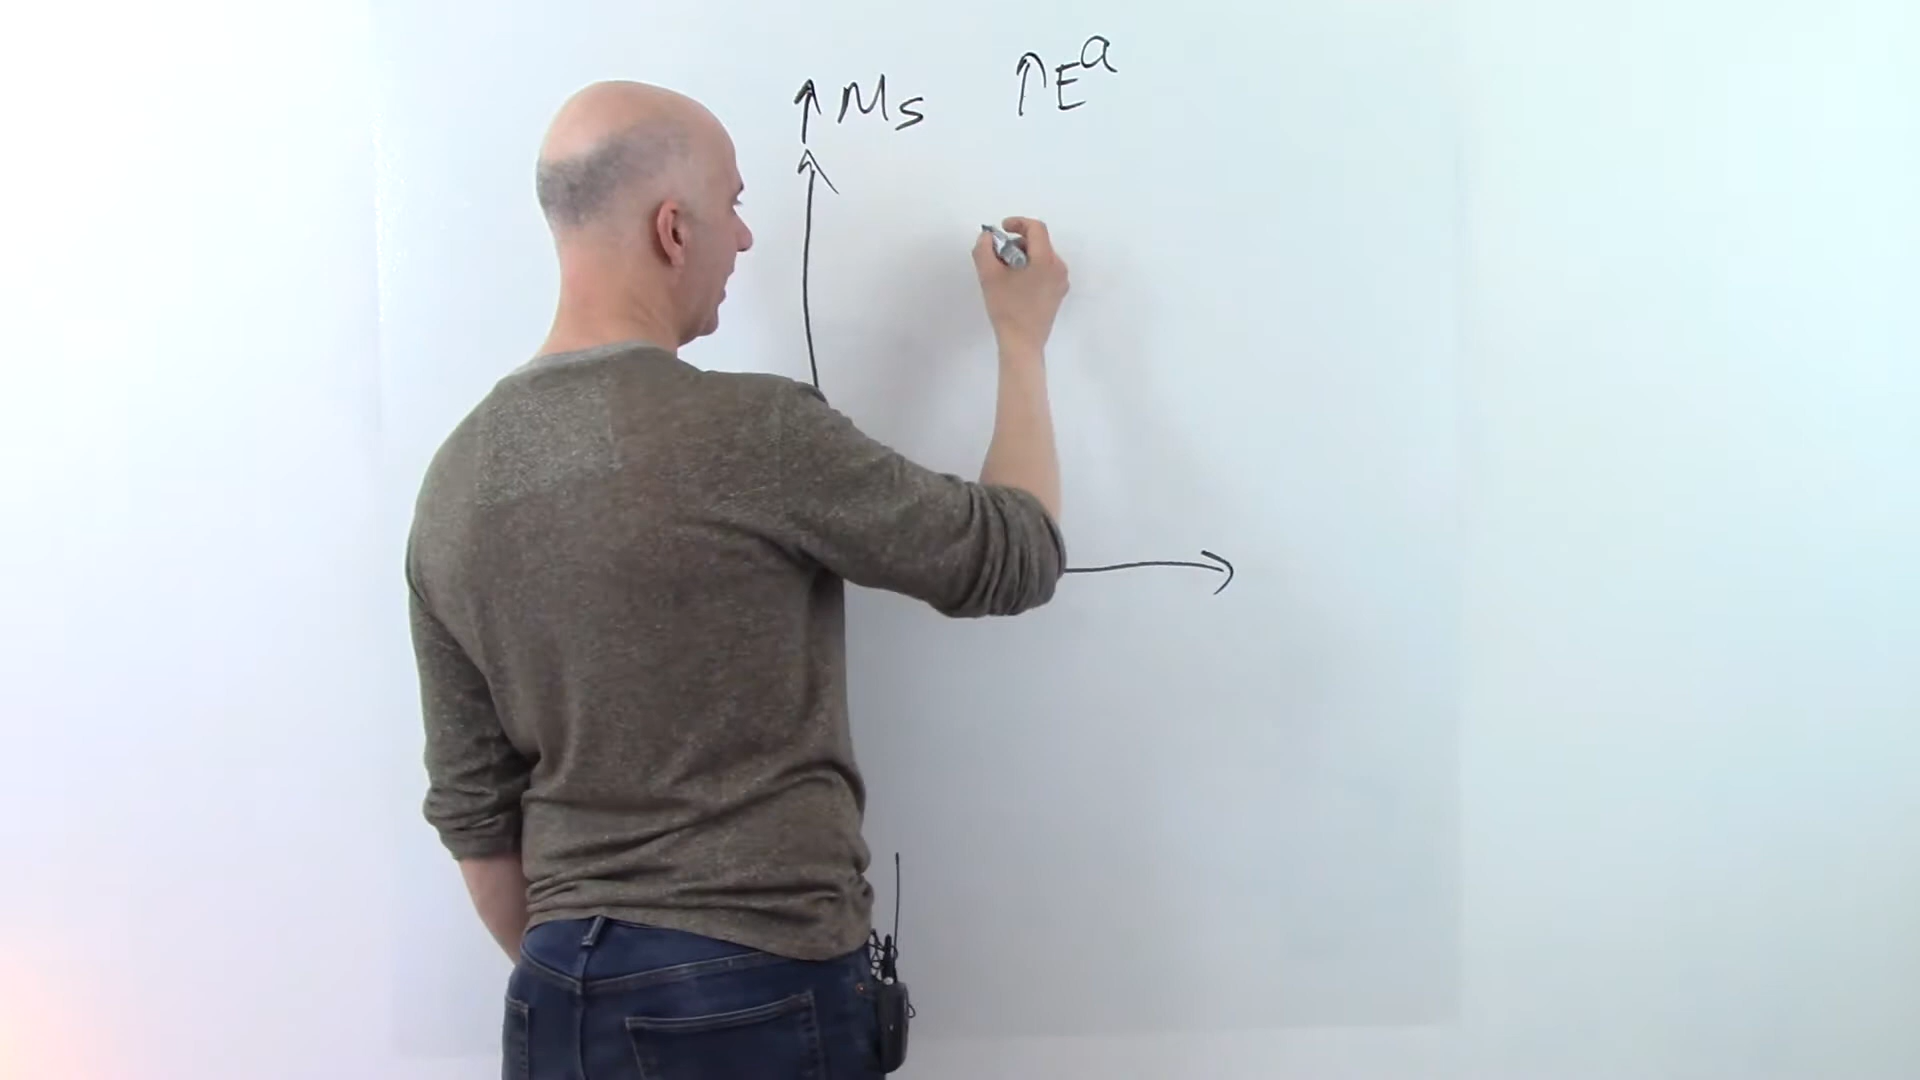 ↑ Ms ↑ E^a